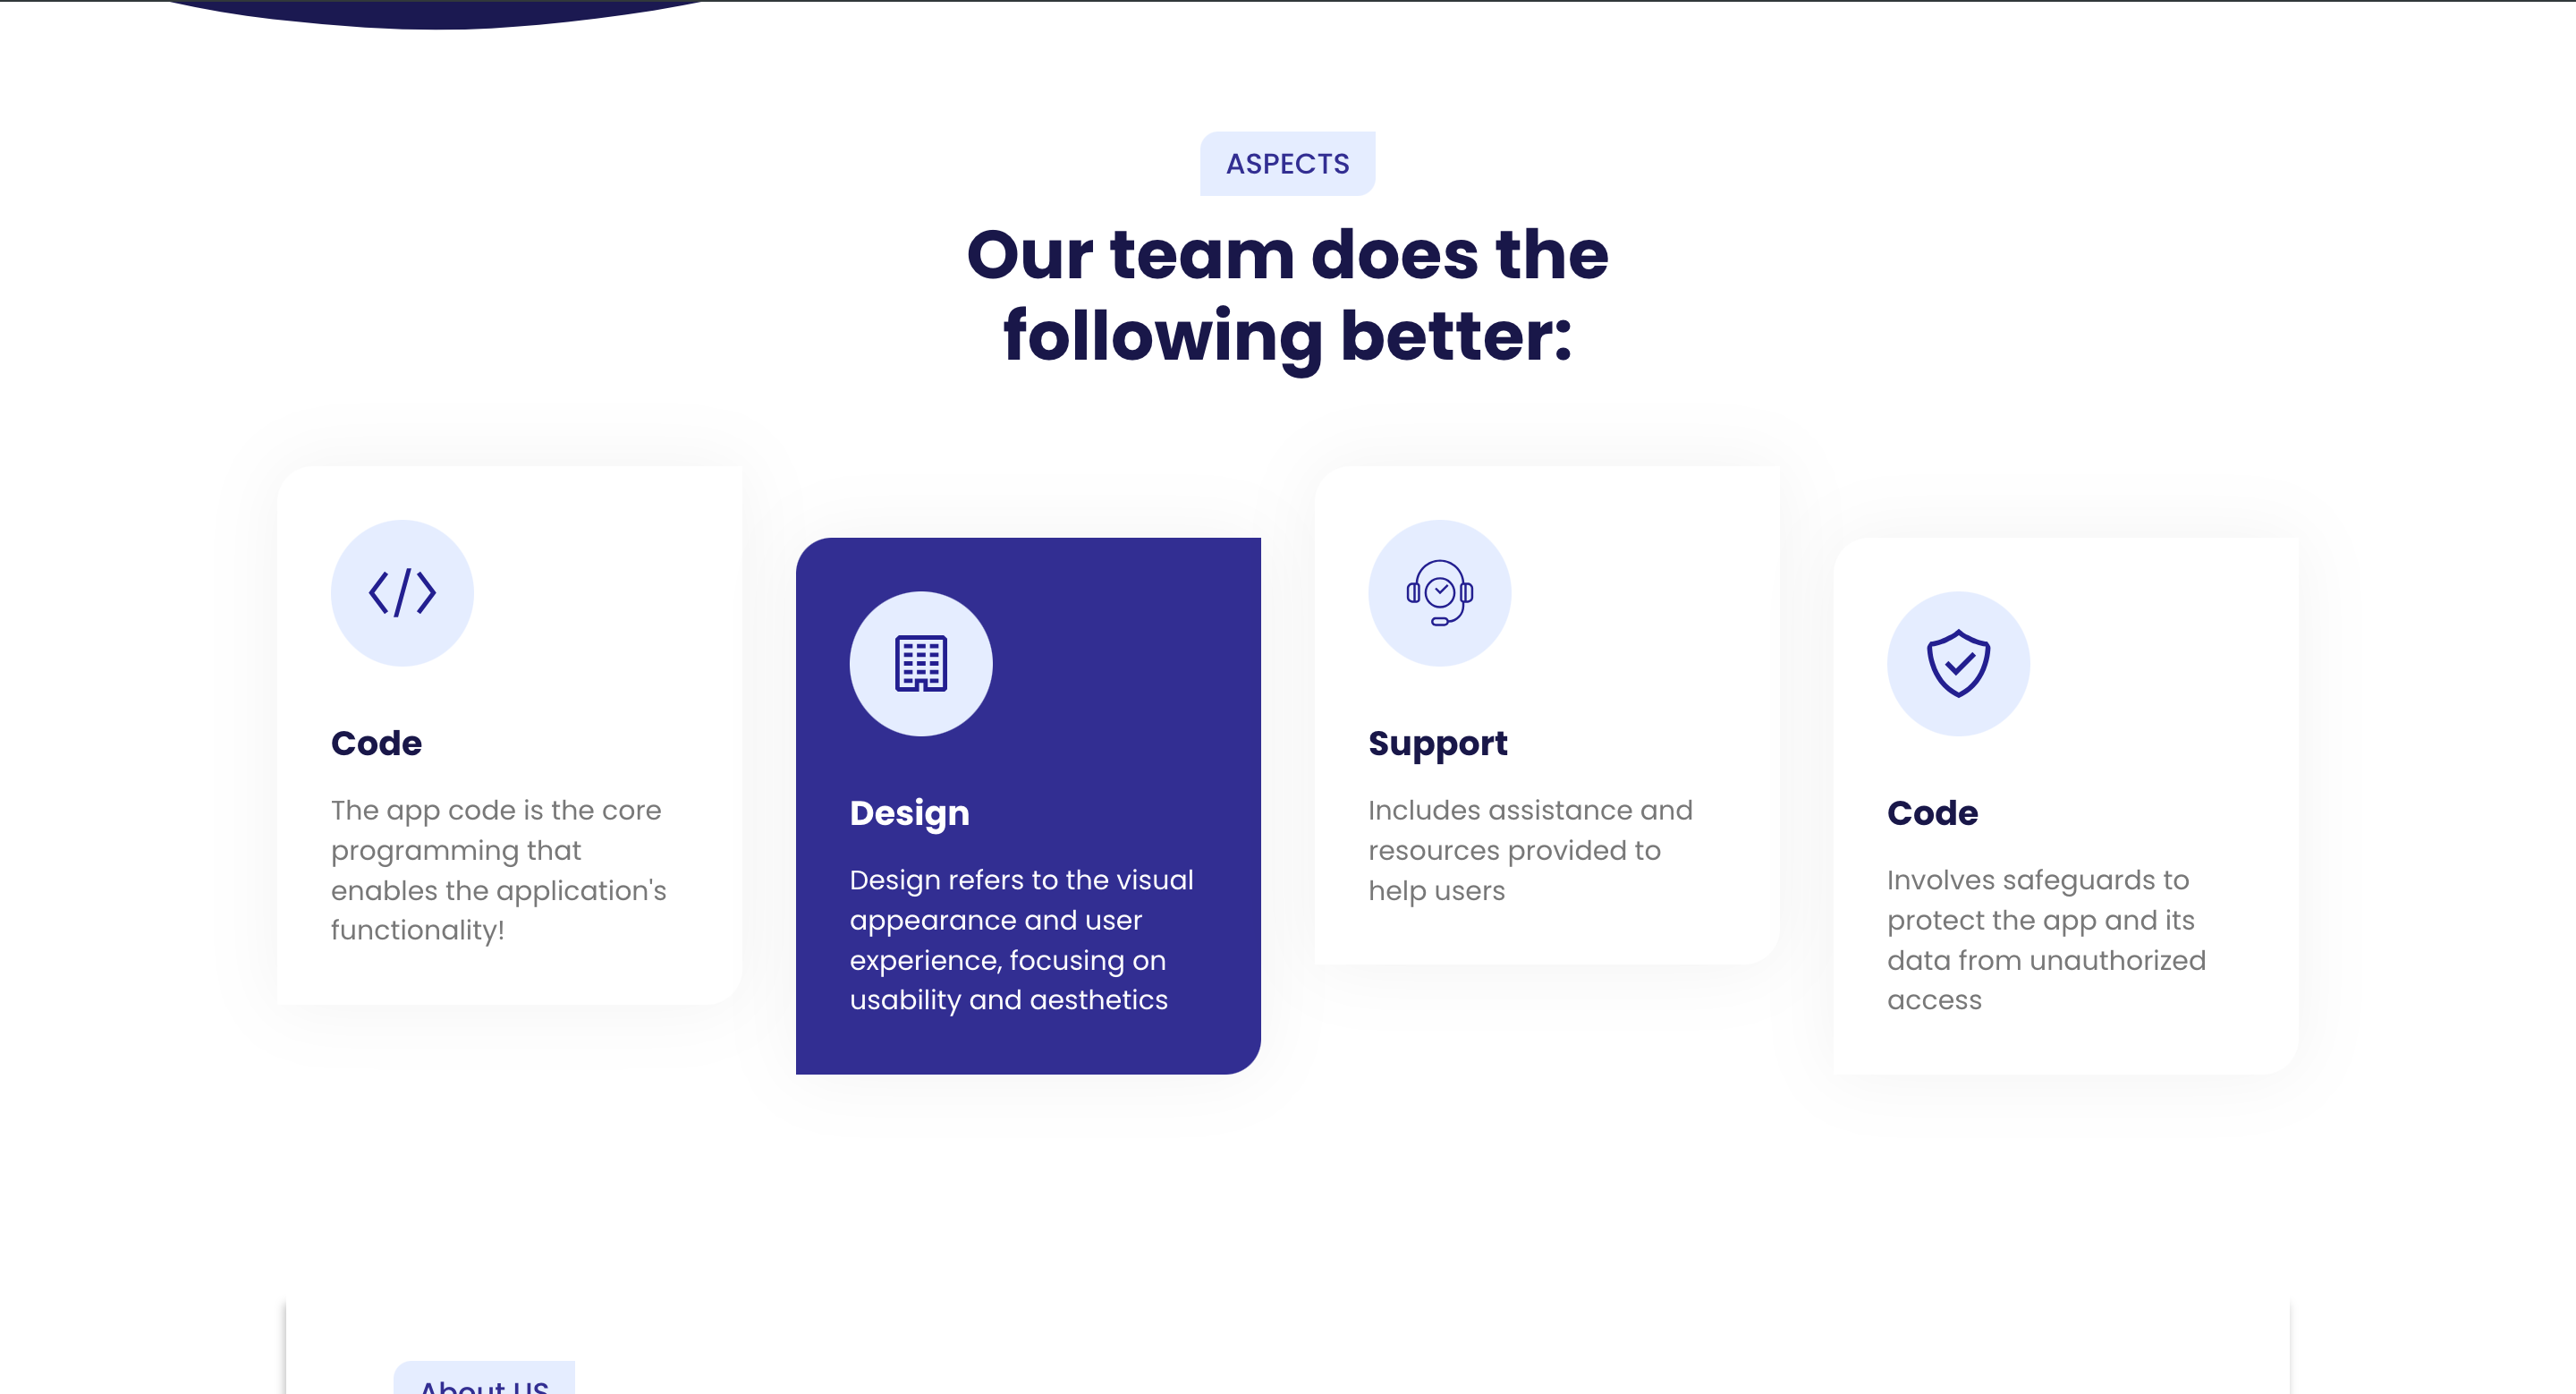 ASPECTS
Our team does the
following better:
Code
The app code is the core
programming that
enables the application's
functionality!
Design
Design refers to the visual
appearance and user
experience, focusing on
usability and aesthetics
Support
Includes assistance and
resources provided to
help users
Code
Involves safeguards to
protect the app and its
data from unauthorized
access
About US